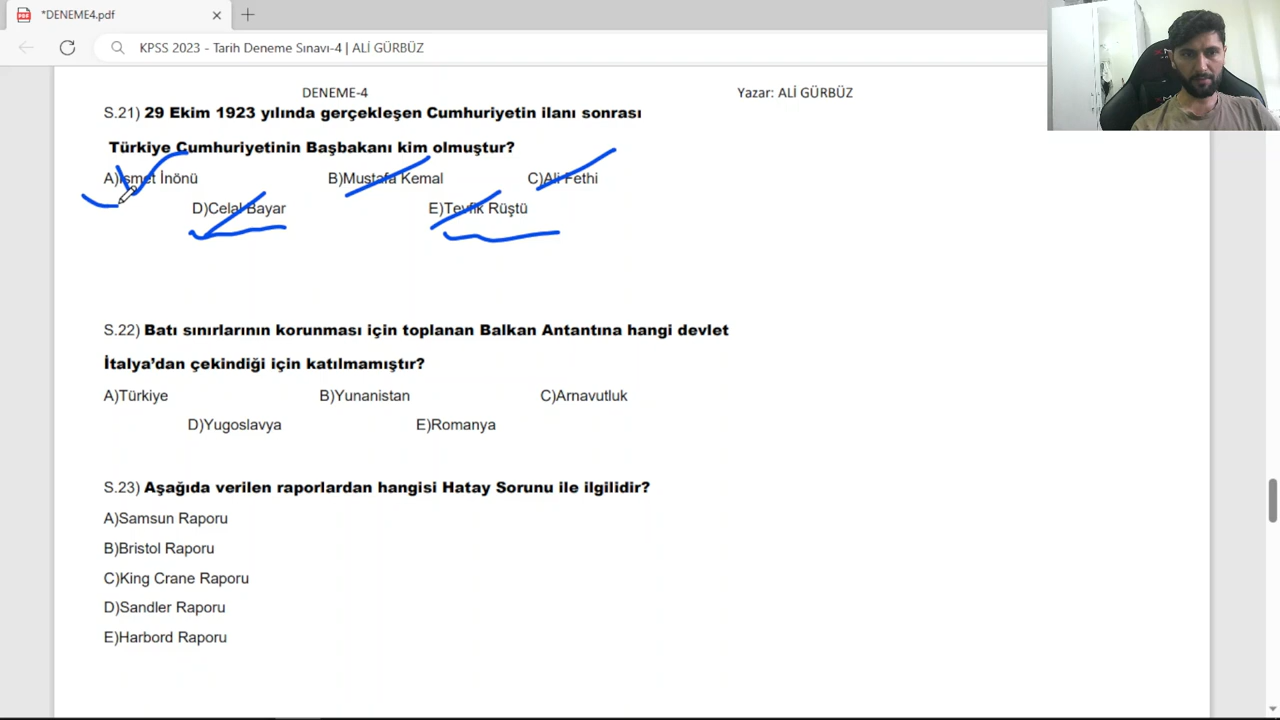 *DENEME4.pdf
KPSS 2023 - Tarih Deneme Sınavı-4 | ALİ GÜRBÜZ
DENEME-4 Yazar: ALİ GÜRBÜZ
S.21) 29 Ekim 1923 yılında gerçekleşen Cumhuriyetin ilanı sonrası
Türkiye Cumhuriyetinin Başbakanı kim olmuştur?
A)İsmet İnönü B)Mustafa Kemal C)Ali Fethi
D)Celal Bayar E)Tevfik Rüştü
S.22) Batı sınırlarının korunması için toplanan Balkan Antantına hangi devlet
İtalya’dan çekindiği için katılmamıştır?
A)Türkiye B)Yunanistan C)Arnavutluk
D)Yugoslavya E)Romanya
S.23) Aşağıda verilen raporlardan hangisi Hatay Sorunu ile ilgilidir?
A)Samsun Raporu
B)Bristol Raporu
C)King Crane Raporu
D)Sandler Raporu
E)Harbord Raporu